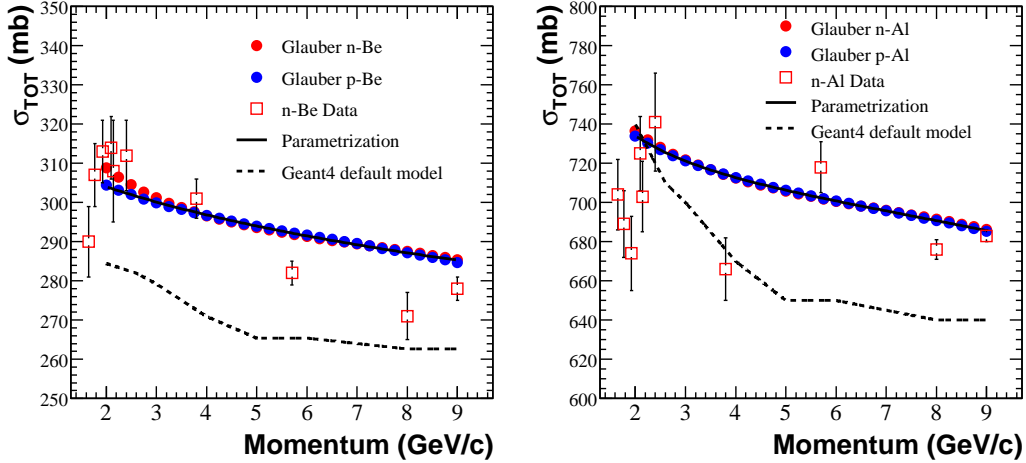 σTOT (mb)
350
340
330
320
310
300
290
280
270
260
250
Glauber n-Be
Glauber p-Be
n-Be Data
Parametrization
Geant4 default model
2 3 4 5 6 7 8 9
Momentum (GeV/c)
σTOT (mb)
800
780
760
740
720
700
680
660
640
620
600
Glauber n-Al
Glauber p-Al
n-Al Data
Parametrization
Geant4 default model
2 3 4 5 6 7 8 9
Momentum (GeV/c)